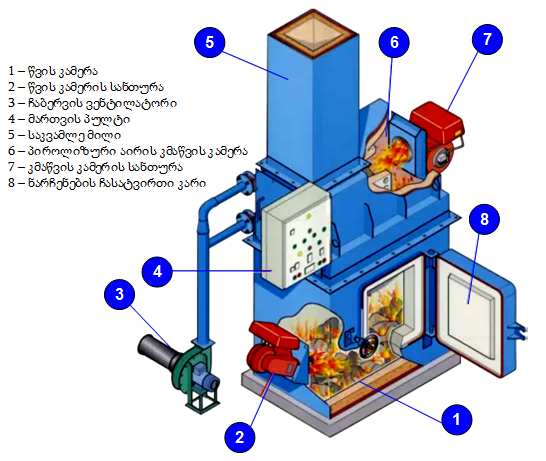 1 – წვის კამერა
2 – წვის კამერის სანთურა
3 – ჩაბერვის ვენტილატორი
4 – მართვის პულტი
5 – საკვამლე მილი
6 – პიროლიზური აირის კმაწვის კამერა
7 – კმაწვის კამერის სანთურა
8 – ნარჩენების ჩასატვირთი კარი
5
6
7
8
4
3
2
1